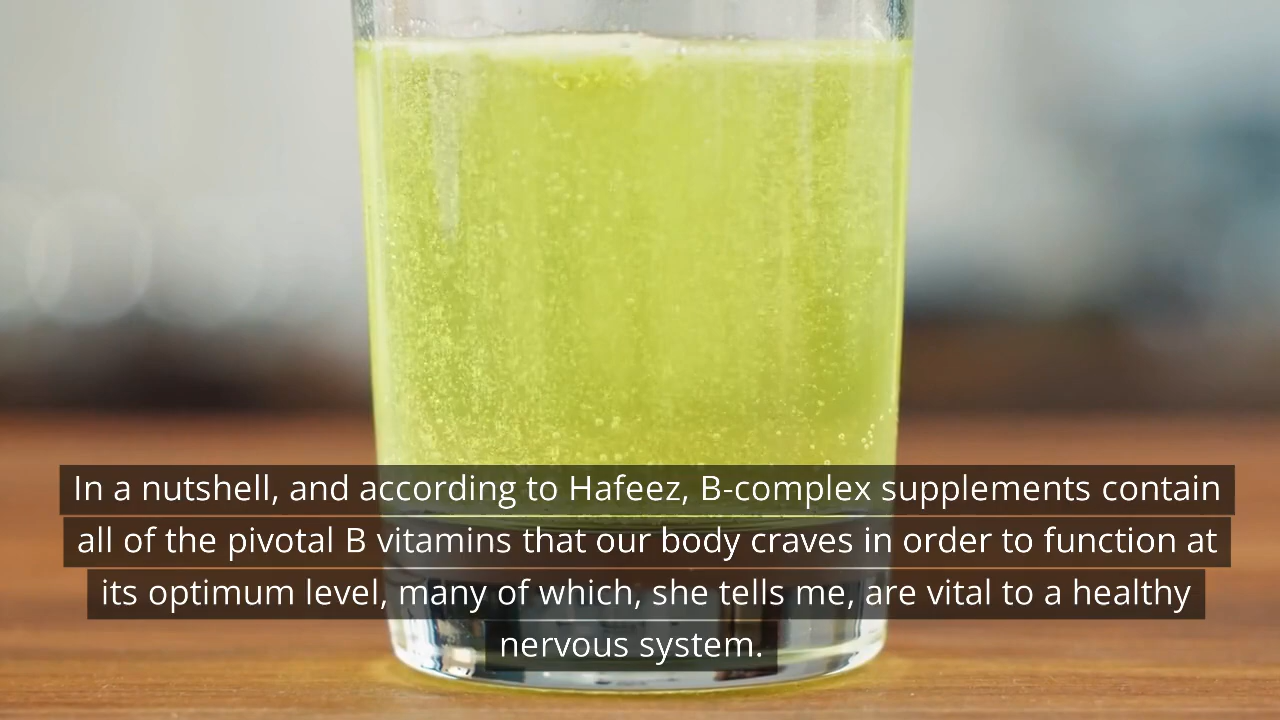 In a nutshell, and according to Hafeez, B-complex supplements contain
all of the pivotal B vitamins that our body craves in order to function at
its optimum level, many of which, she tells me, are vital to a healthy
nervous system.